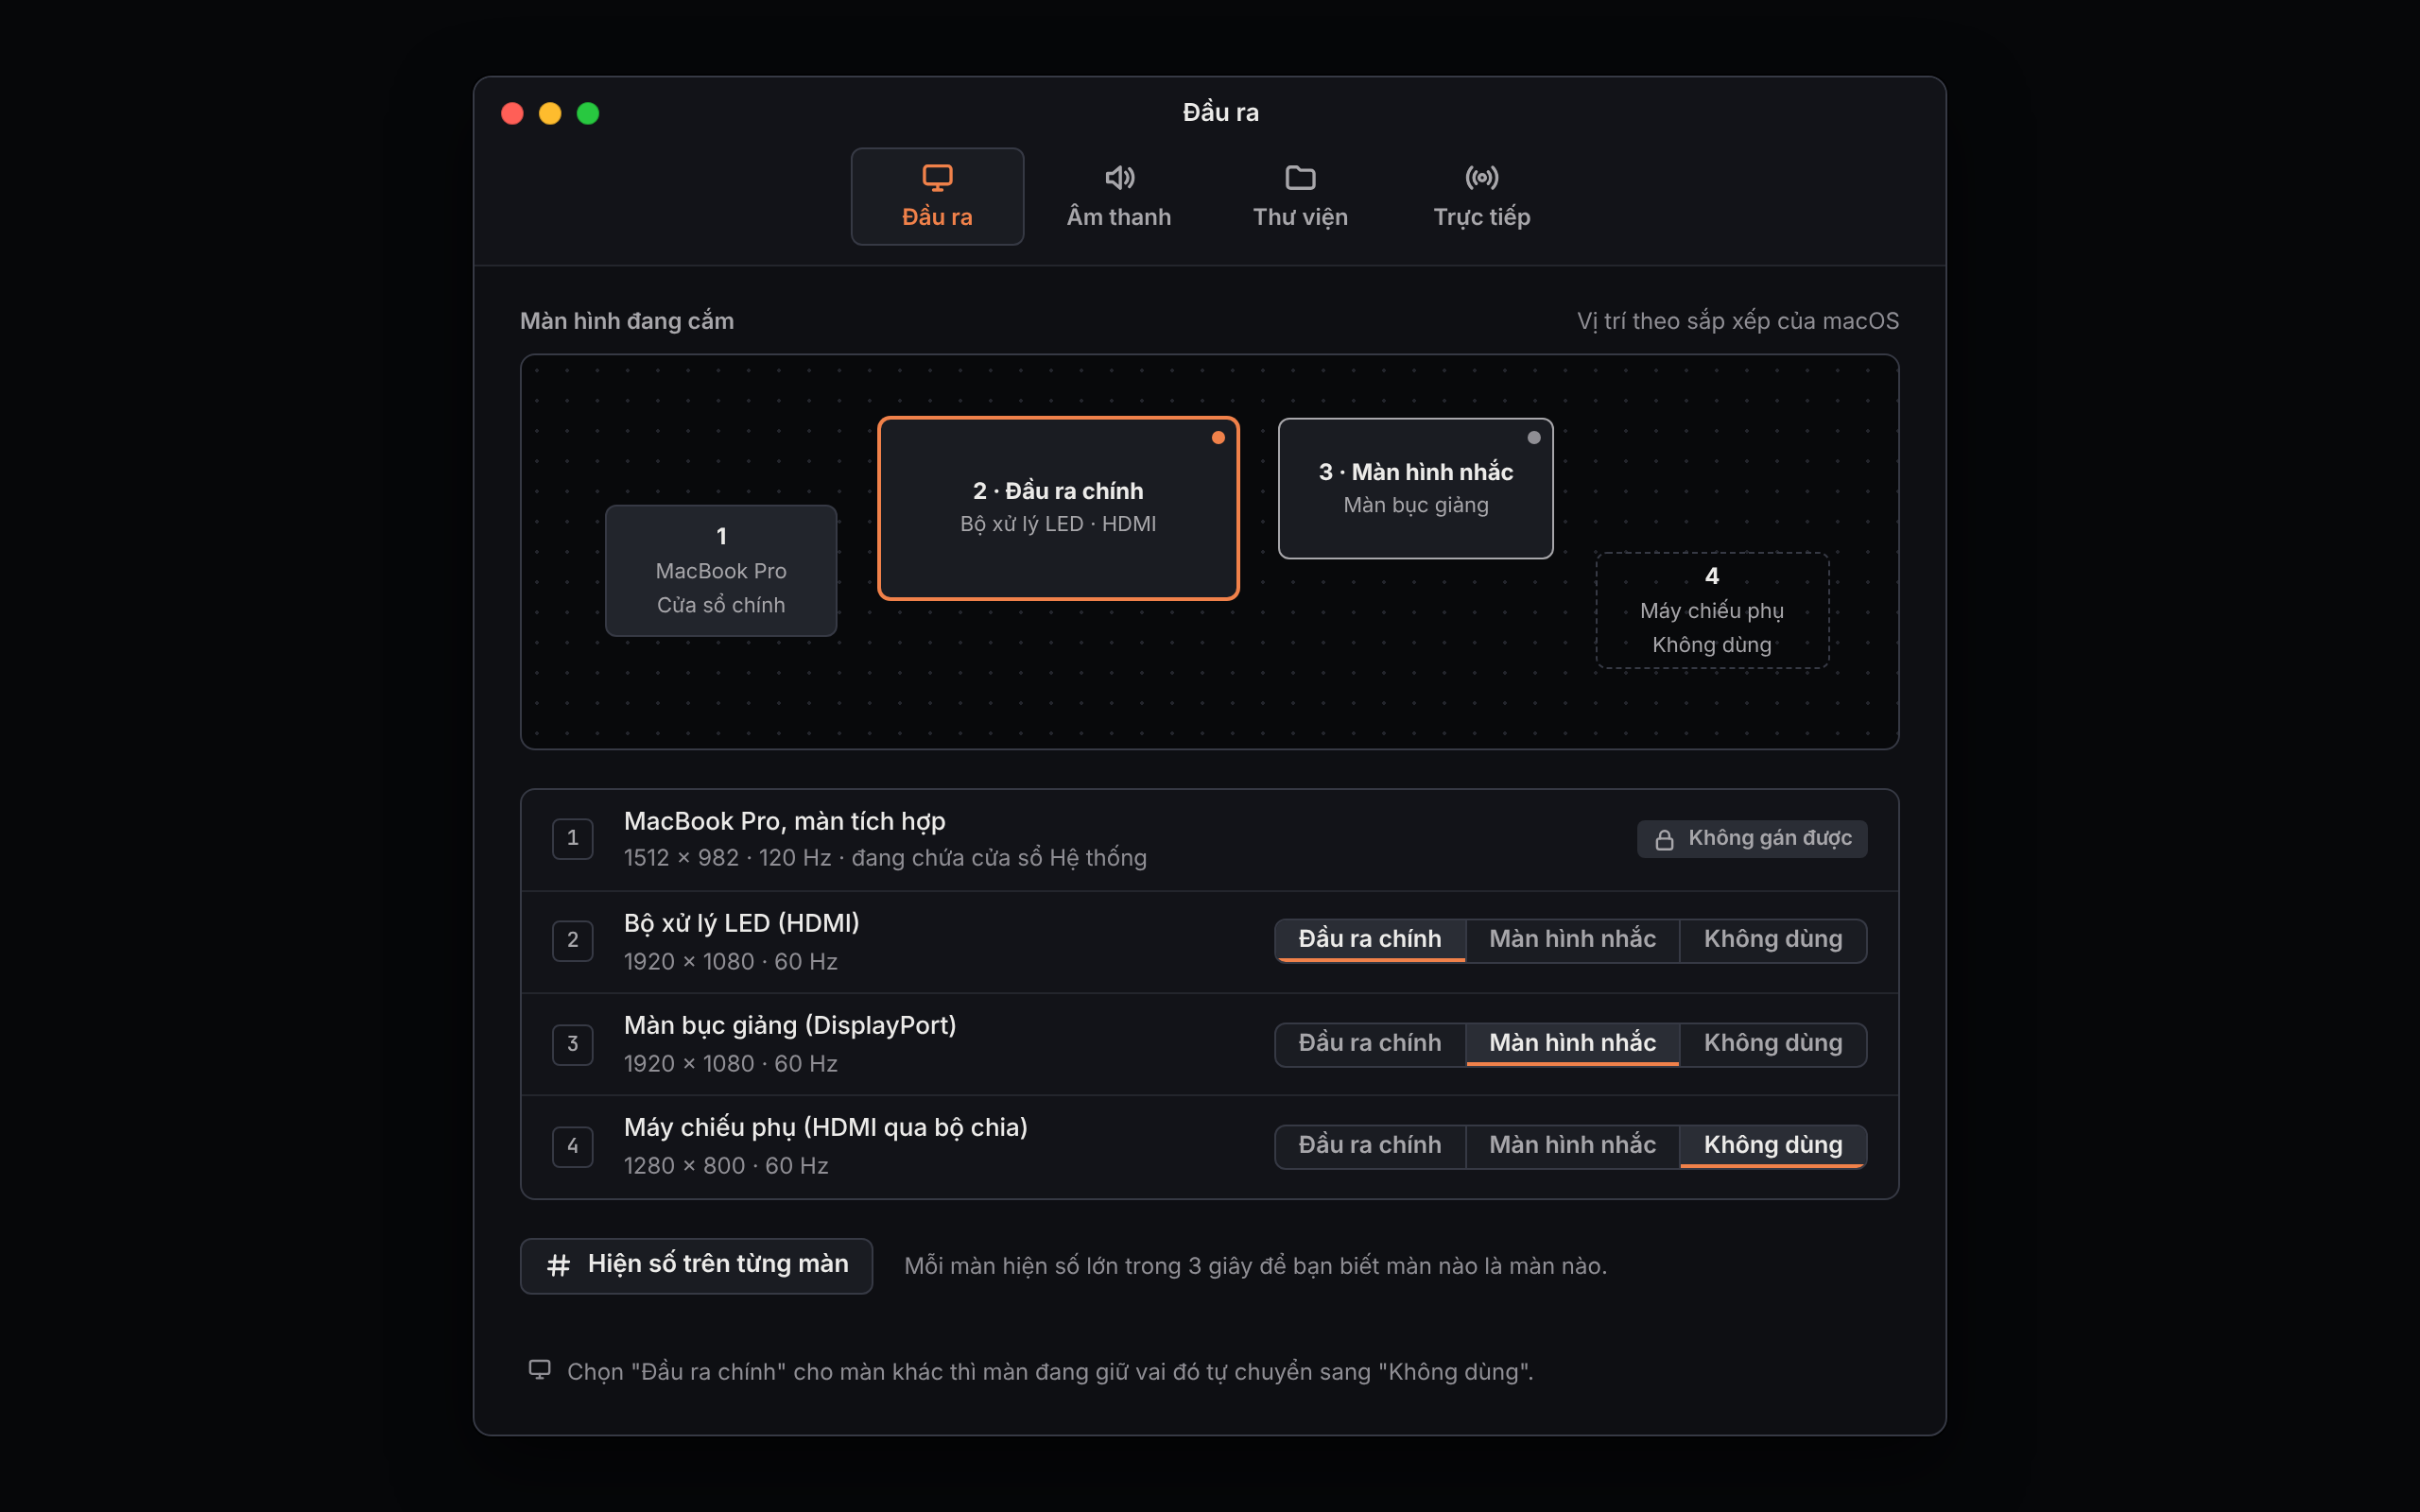 Đầu ra
Đầu ra
Âm thanh
Thư viện
Trực tiếp
Màn hình đang cắm
Vị trí theo sắp xếp của macOS
1
MacBook Pro
Cửa sổ chính
2 · Đầu ra chính
Bộ xử lý LED · HDMI
3 · Màn hình nhắc
Màn bục giảng
4
Máy chiếu phụ
Không dùng
1
MacBook Pro, màn tích hợp
1512 × 982 · 120 Hz · đang chứa cửa sổ Hệ thống
Không gán được
2
Bộ xử lý LED (HDMI)
1920 × 1080 · 60 Hz
Đầu ra chính
Màn hình nhắc
Không dùng
3
Màn bục giảng (DisplayPort)
1920 × 1080 · 60 Hz
Đầu ra chính
Màn hình nhắc
Không dùng
4
Máy chiếu phụ (HDMI qua bộ chia)
1280 × 800 · 60 Hz
Đầu ra chính
Màn hình nhắc
Không dùng
Hiện số trên từng màn
Mỗi màn hiện số lớn trong 3 giây để bạn biết màn nào là màn nào.
Chọn "Đầu ra chính" cho màn khác thì màn đang giữ vai đó tự chuyển sang "Không dùng".